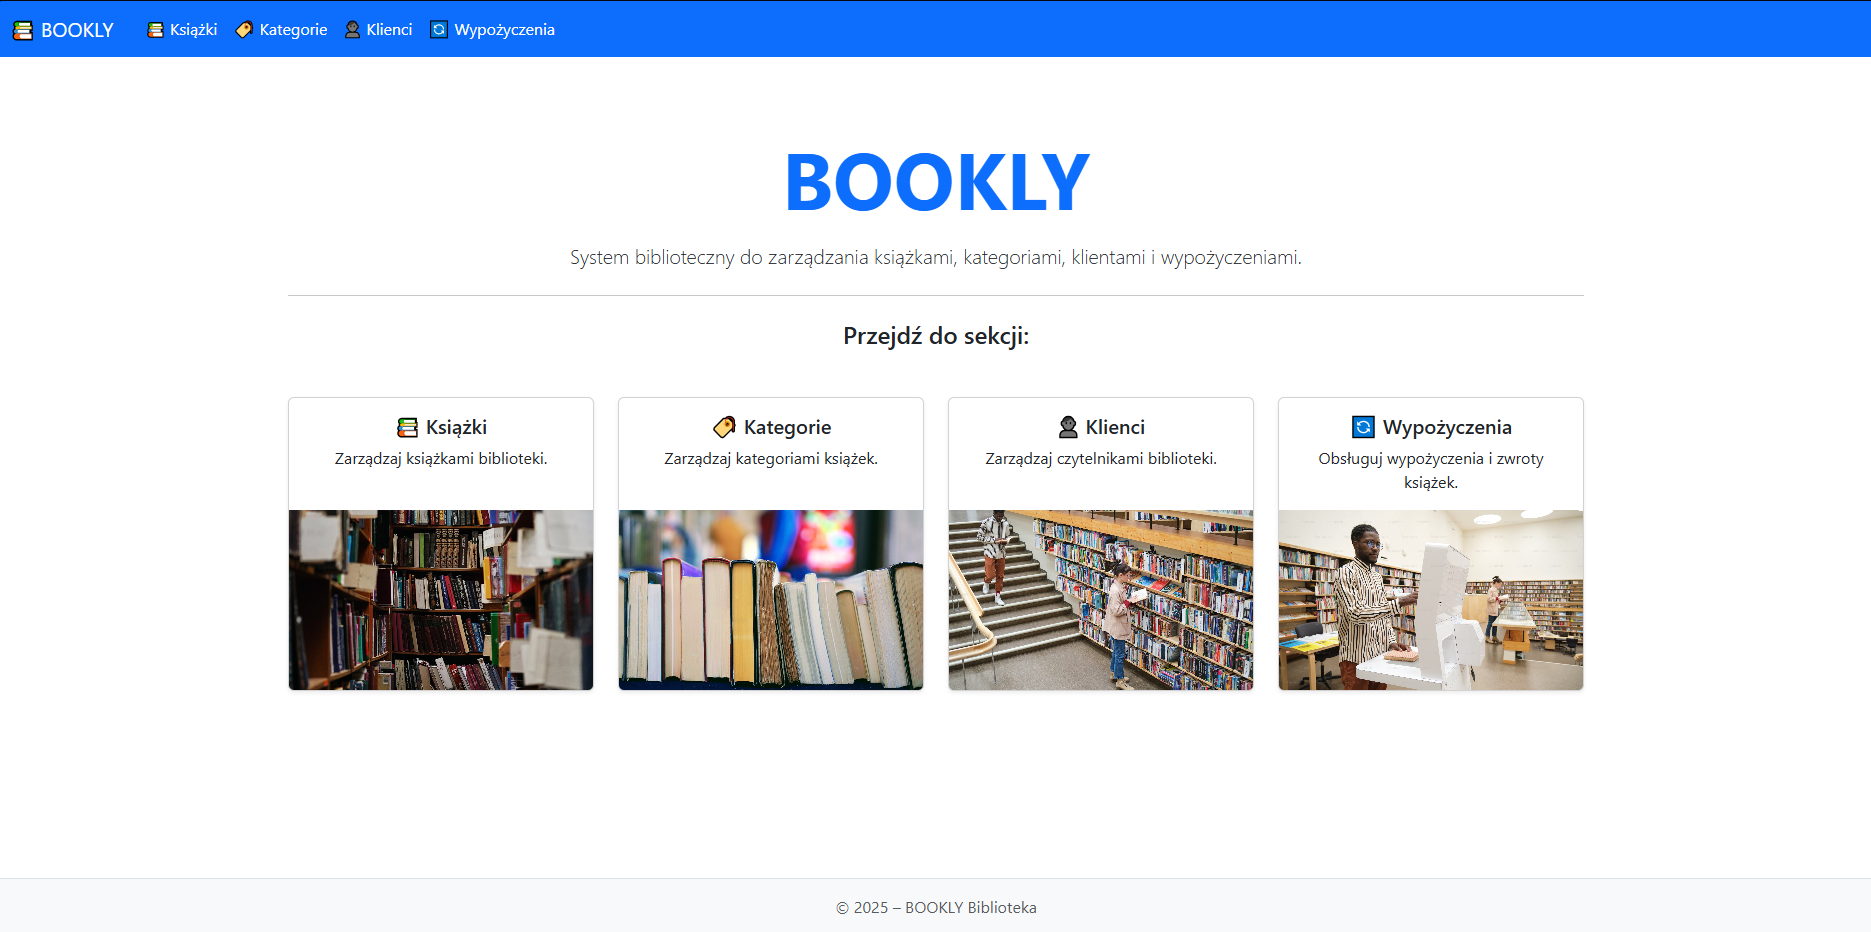 BOOKLY Książki Kategorie Klienci Wypożyczenia
BOOKLY
System biblioteczny do zarządzania książkami, kategoriami, klientami i wypożyczeniami.
Przejdź do sekcji:
Książki
Zarządzaj książkami biblioteki.
Kategorie
Zarządzaj kategoriami książek.
Klienci
Zarządzaj czytelnikami biblioteki.
Wypożyczenia
Obsługuj wypożyczenia i zwroty
książek.
© 2025 – BOOKLY Biblioteka